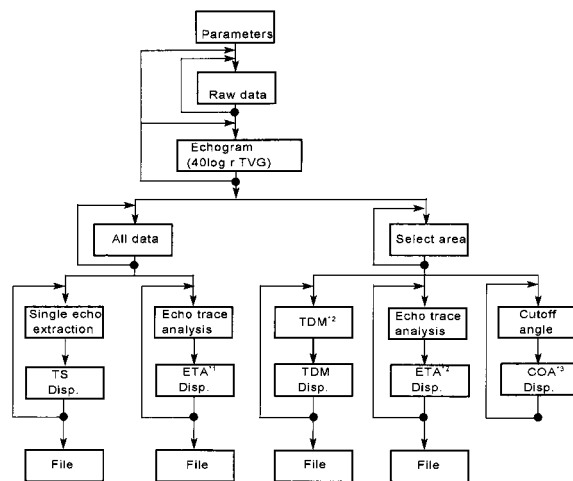 Parameters
Raw data
Echogram
(40log r TVG)
All data
Select area
Single echo
extraction
Echo trace
analysis
TDM*2
Echo trace
analysis
Cutoff
angle
TS
Disp.
ETA*1
Disp.
TDM
Disp.
ETA*2
Disp.
COA*3
Disp.
File
File
File
File